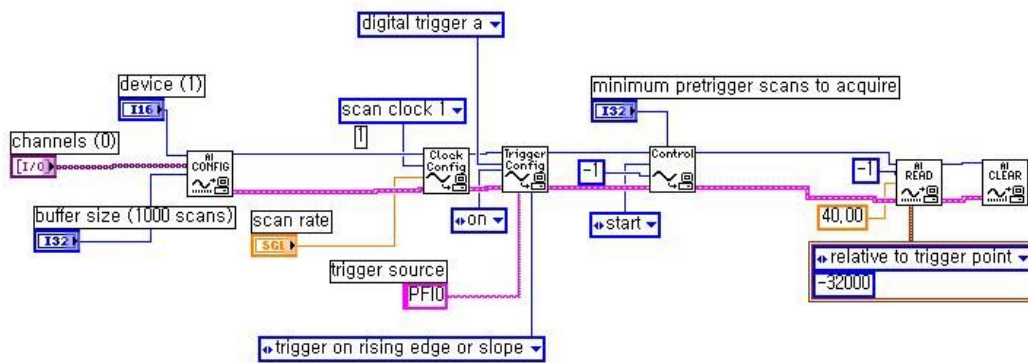 digital trigger a
device (1)
I16
minimum pretrigger scans to acquire
I32
scan clock 1
1
channels (0)
[I/O]
AI CONFIG
Clock Config
Trigger Config
Control
-1
-1
AI READ
AI CLEAR
buffer size (1000 scans)
I32
scan rate
SGL
on
start
40,00
trigger source
PFI0
relative to trigger point
-32000
trigger on rising edge or slope